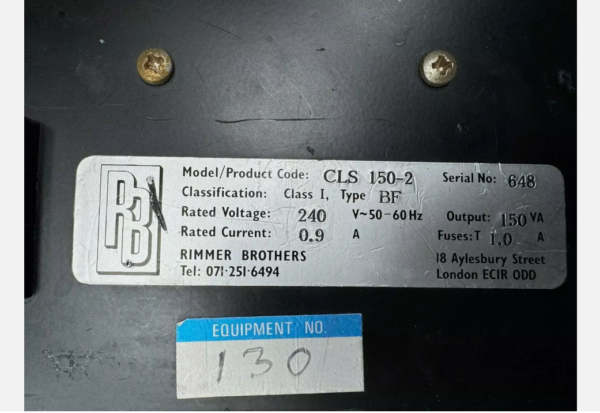 RB
Model/Product Code: CLS 150-2 Serial No: 648
Classification: Class I, Type BF
Rated Voltage: 240 V~50-60Hz Output: 150 VA
Rated Current: 0.9 A Fuses: T 1,0 A
RIMMER BROTHERS 18 Aylesbury Street
Tel: 071·251·6494 London ECIR ODD
EQUIPMENT NO.
130